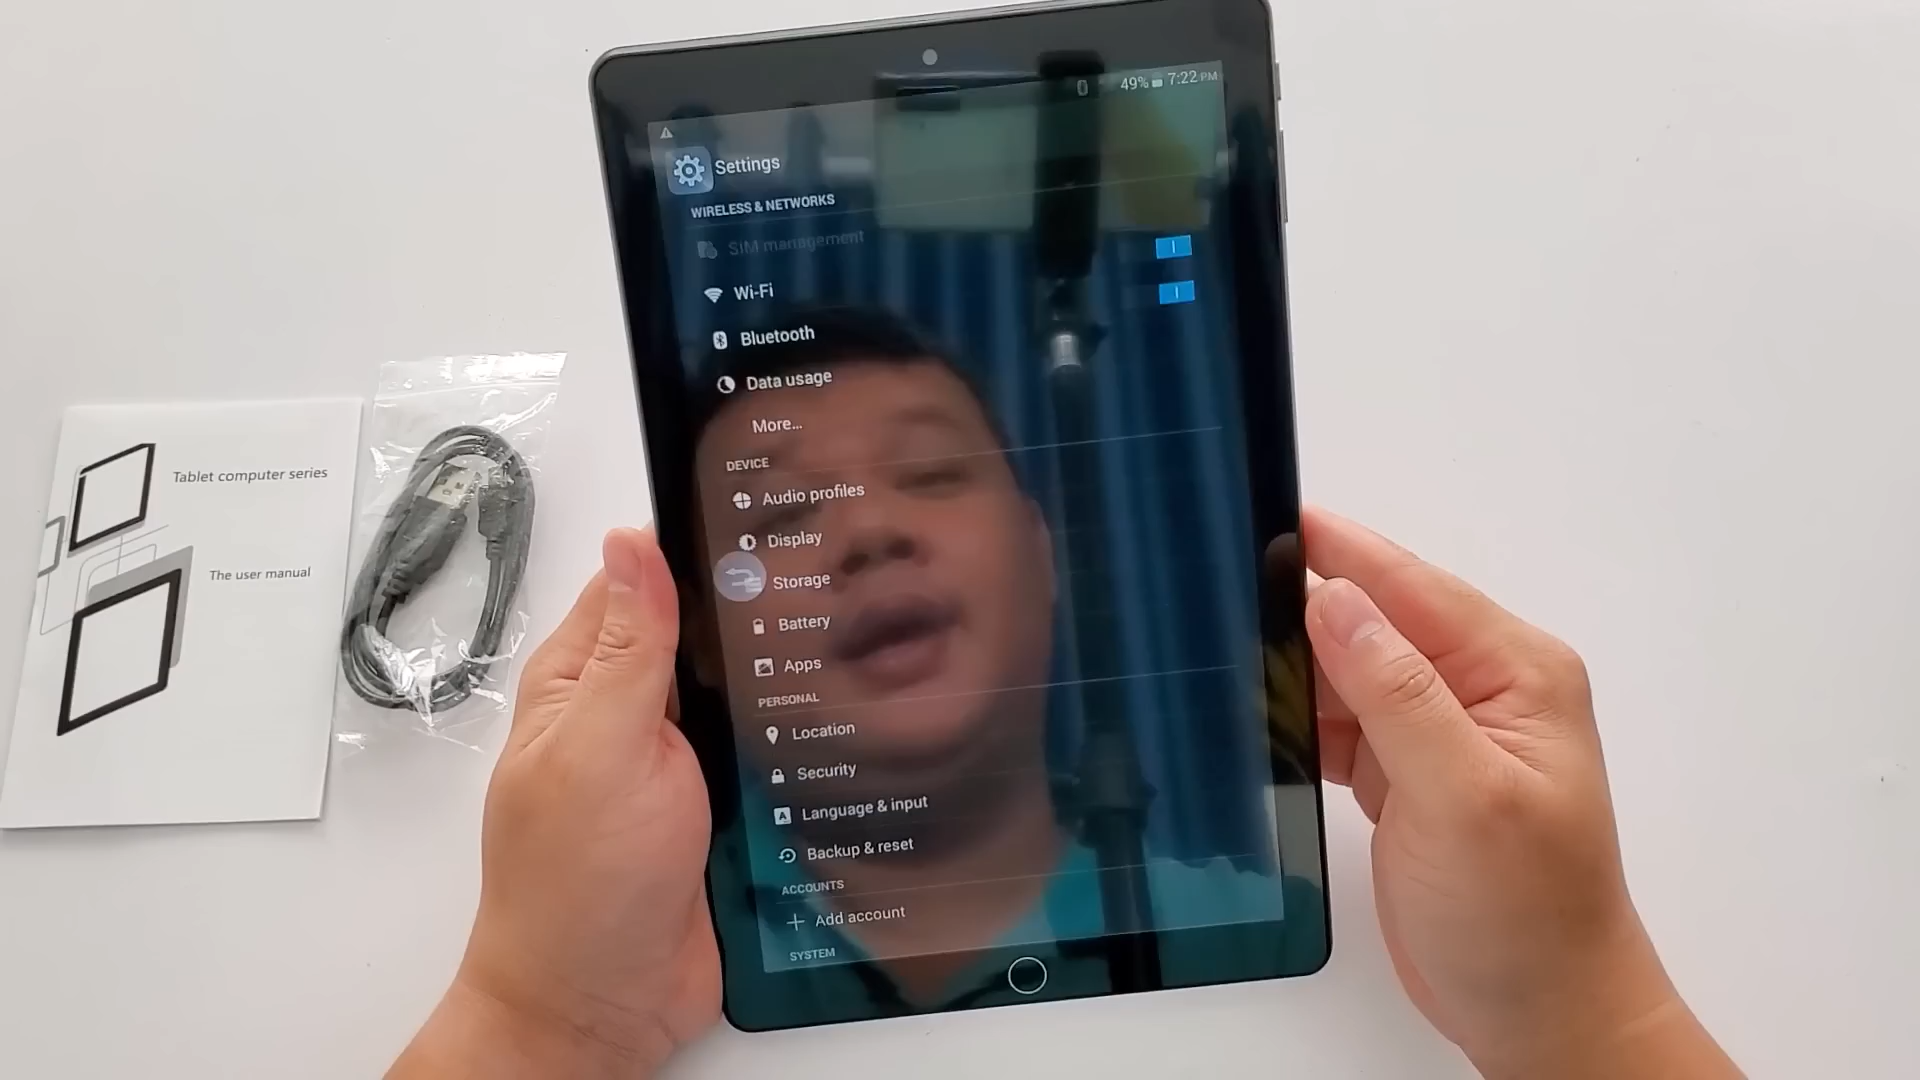 49% 7:22 PM
Settings
WIRELESS & NETWORKS
SIM management
Wi-Fi
Bluetooth
Data usage
More...
DEVICE
Audio profiles
Display
Storage
Battery
Apps
PERSONAL
Location
Security
Language & input
Backup & reset
ACCOUNTS
Add account
SYSTEM
Tablet computer series
The user manual